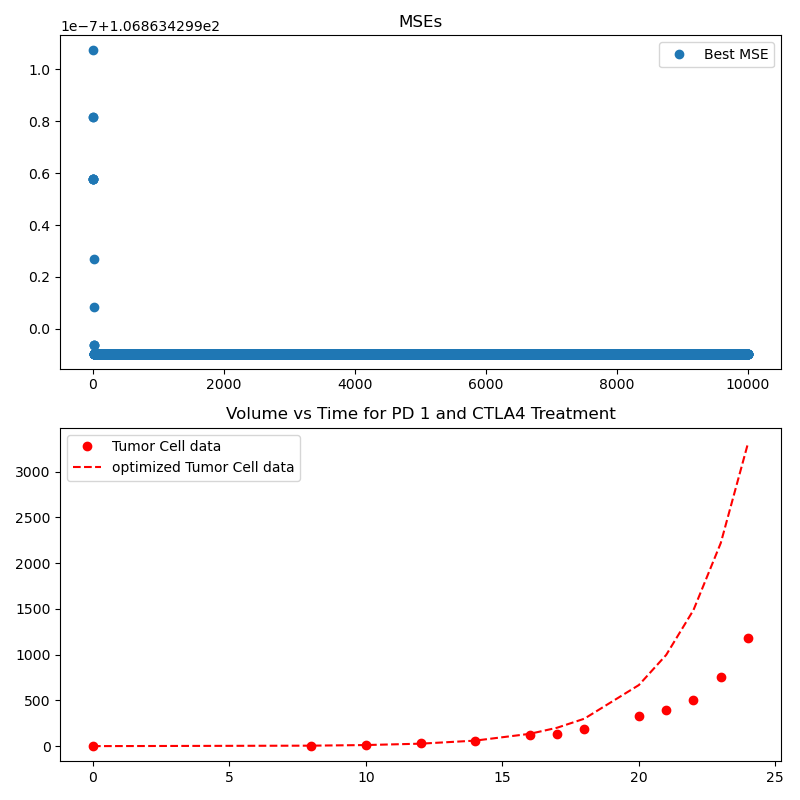 MSEs
1e−7+1.068634299e2
Best MSE
1.0
0.8
0.6
0.4
0.2
0.0
0 2000 4000 6000 8000 10000
Volume vs Time for PD 1 and CTLA4 Treatment
Tumor Cell data
optimized Tumor Cell data
3000
2500
2000
1500
1000
500
0
0 5 10 15 20 25